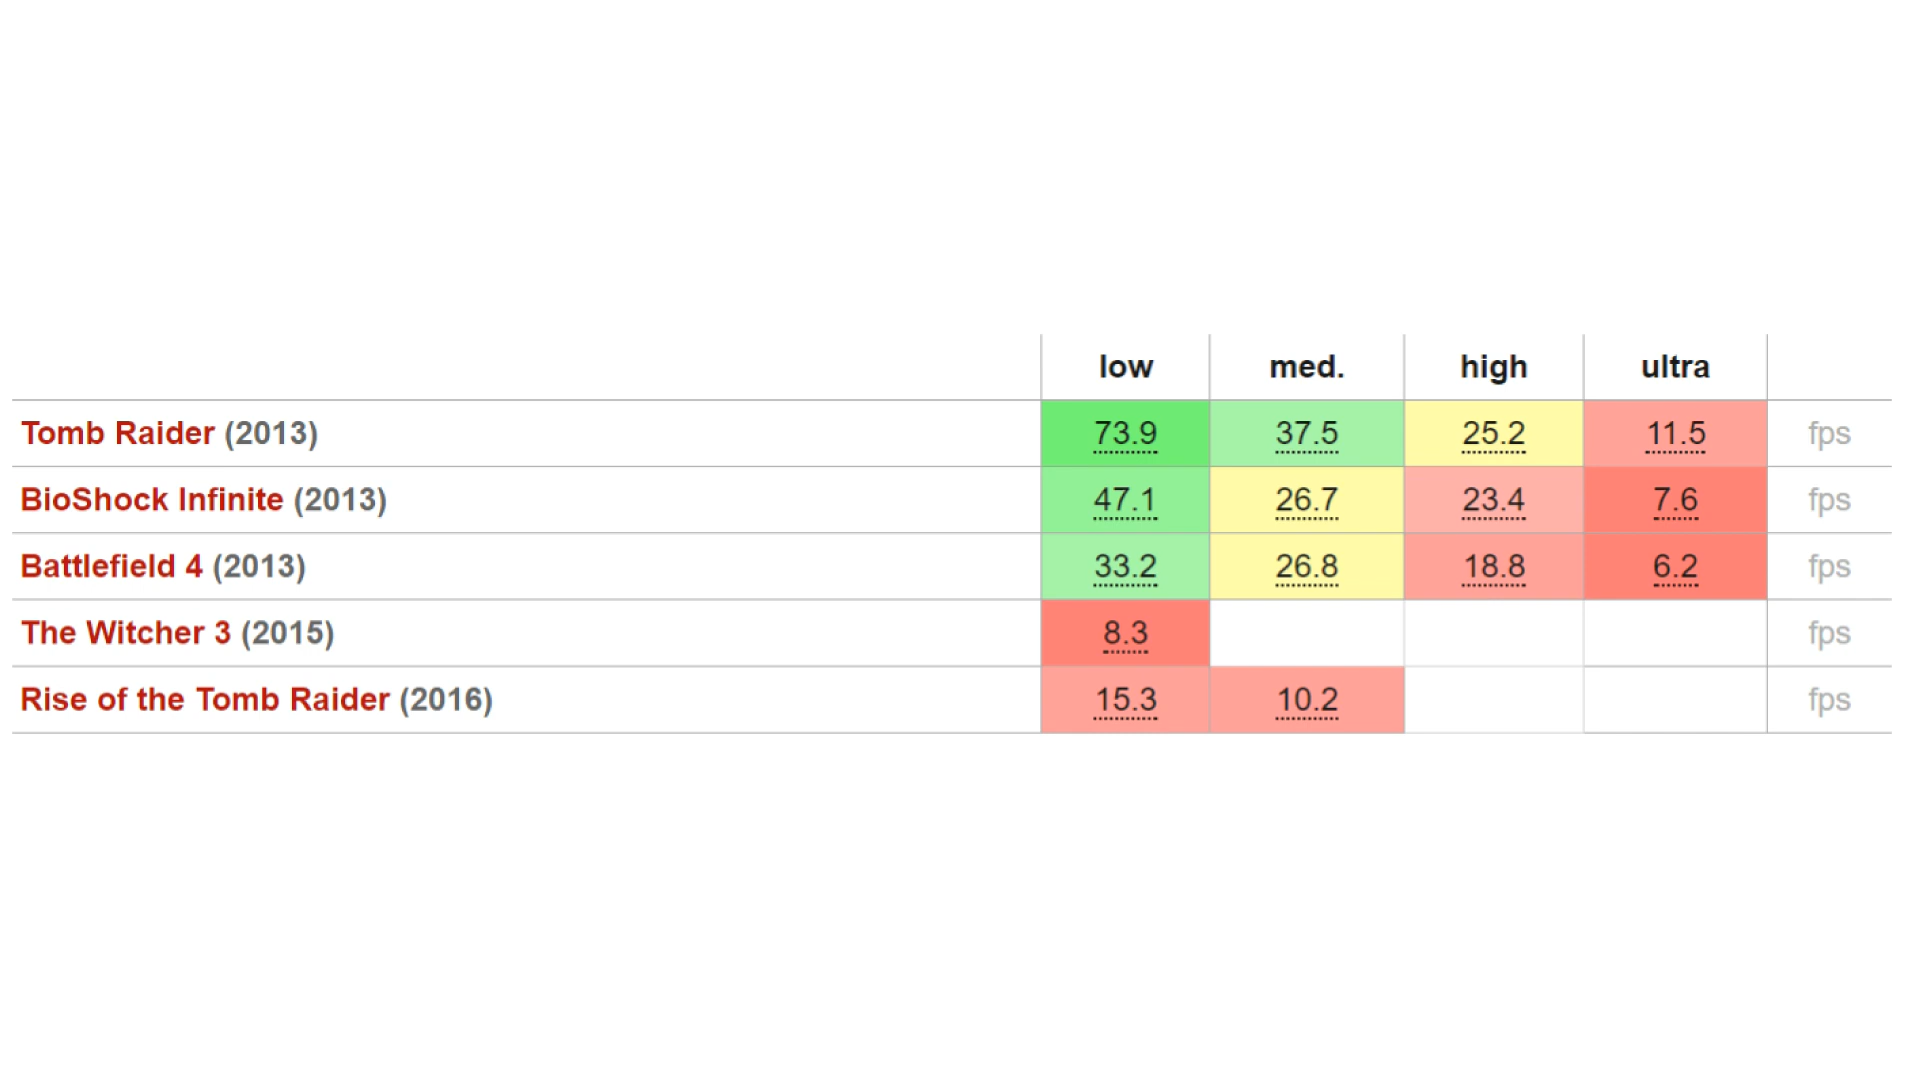 low med. high ultra
Tomb Raider (2013) 73.9 37.5 25.2 11.5 fps
BioShock Infinite (2013) 47.1 26.7 23.4 7.6 fps
Battlefield 4 (2013) 33.2 26.8 18.8 6.2 fps
The Witcher 3 (2015) 8.3 fps
Rise of the Tomb Raider (2016) 15.3 10.2 fps